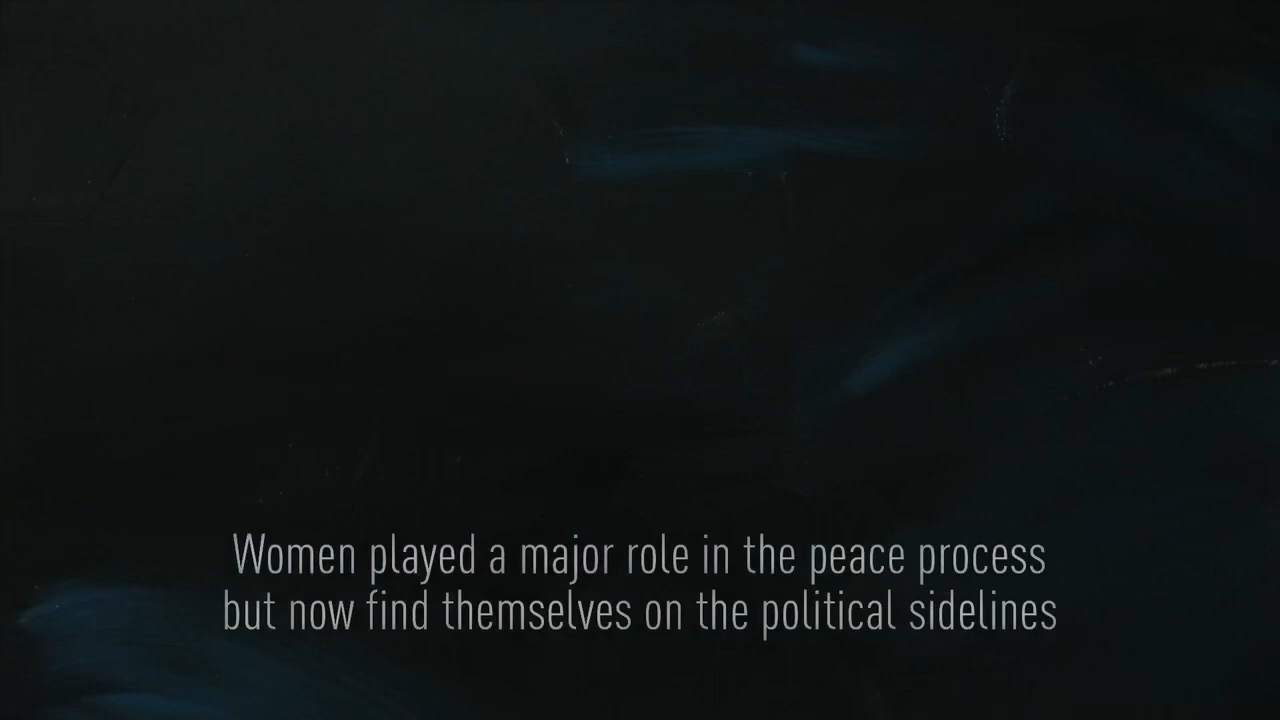 Women played a major role in the peace process
but now find themselves on the political sidelines